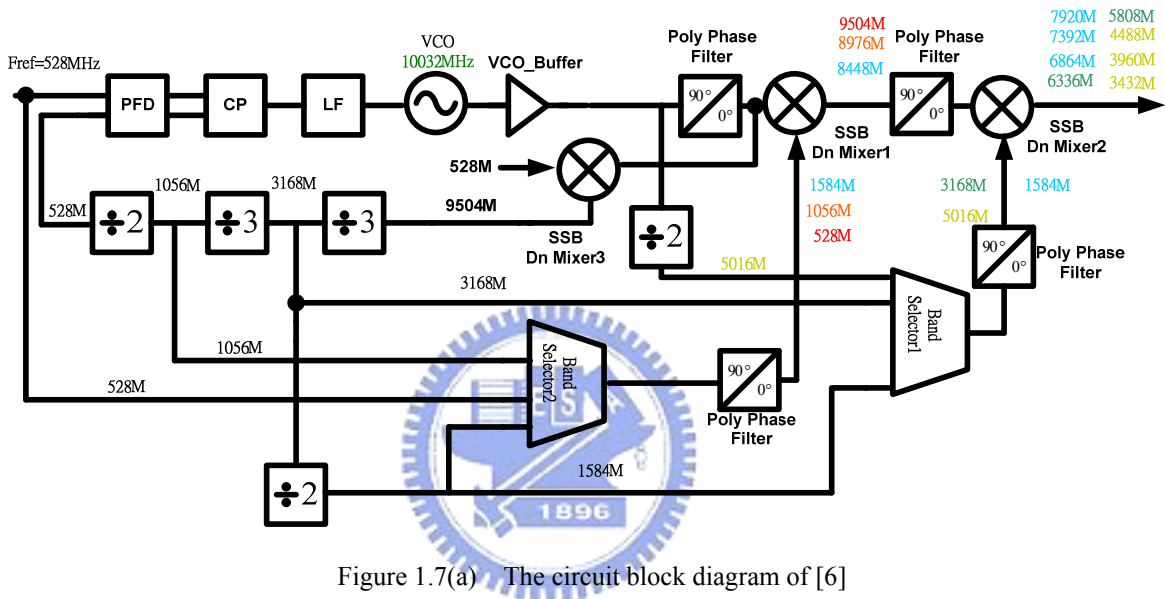 Fref=528MHz
PFD
CP
LF
VCO
10032MHz
VCO_Buffer
Poly Phase
Filter
90°
0°
9504M
8976M
8448M
SSB
Dn Mixer1
Poly Phase
Filter
90°
0°
7920M 5808M
7392M 4488M
6864M 3960M
6336M 3432M
SSB
Dn Mixer2
528M
SSB
Dn Mixer3
528M
÷2
1056M
÷3
3168M
÷3
9504M
÷2
5016M
1584M
1056M
528M
3168M 1584M
5016M
90°
0°
Poly Phase
Filter
3168M
Band
Selector1
1056M
528M
Band
Selector2
90°
0°
Poly Phase
Filter
÷2
1584M
E S
1896
Figure 1.7(a) The circuit block diagram of [6]